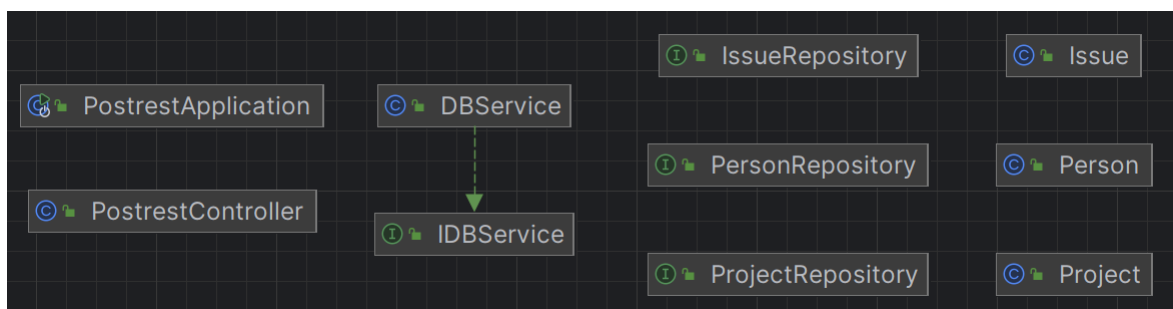 IssueRepository
Issue
PostrestApplication
DBService
PersonRepository
Person
PostrestController
IDBService
ProjectRepository
Project